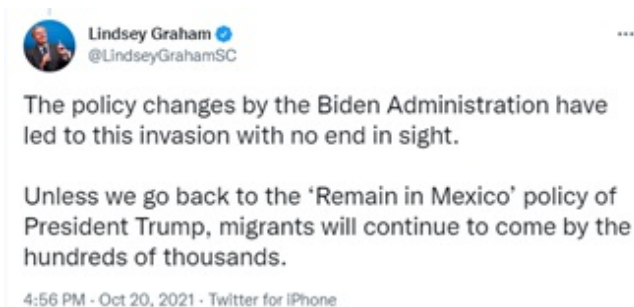 Lindsey Graham
@LindseyGrahamSC
The policy changes by the Biden Administration have
led to this invasion with no end in sight.
Unless we go back to the ‘Remain in Mexico’ policy of
President Trump, migrants will continue to come by the
hundreds of thousands.
4:56 PM · Oct 20, 2021 · Twitter for iPhone